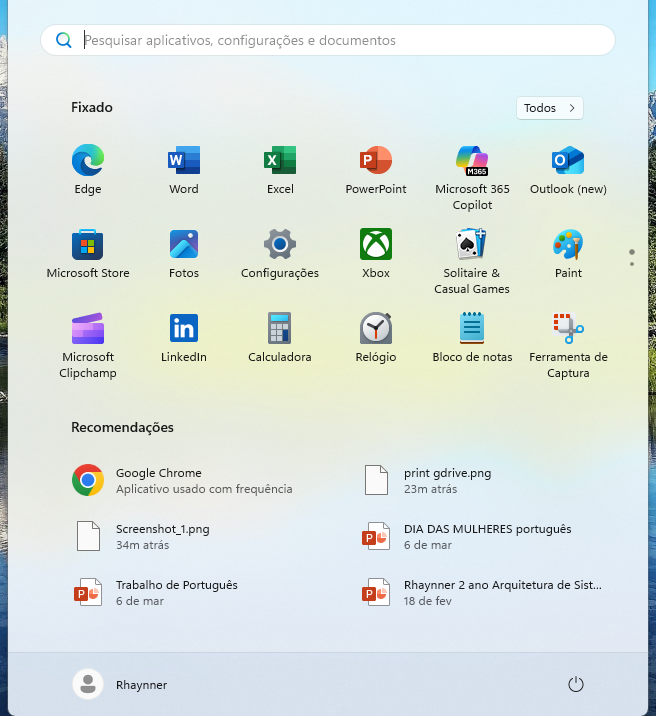 Pesquisar aplicativos, configurações e documentos
Fixado
Todos
Edge
Word
Excel
PowerPoint
Microsoft 365
Copilot
Outlook (new)
Microsoft Store
Fotos
Configurações
Xbox
Solitaire &
Casual Games
Paint
Microsoft
Clipchamp
LinkedIn
Calculadora
Relógio
Bloco de notas
Ferramenta de
Captura
Recomendações
Google Chrome
Aplicativo usado com frequência
print gdrive.png
23m atrás
Screenshot_1.png
34m atrás
DIA DAS MULHERES português
6 de mar
Trabalho de Português
6 de mar
Rhaynner 2 ano Arquitetura de Sist...
18 de fev
Rhaynner